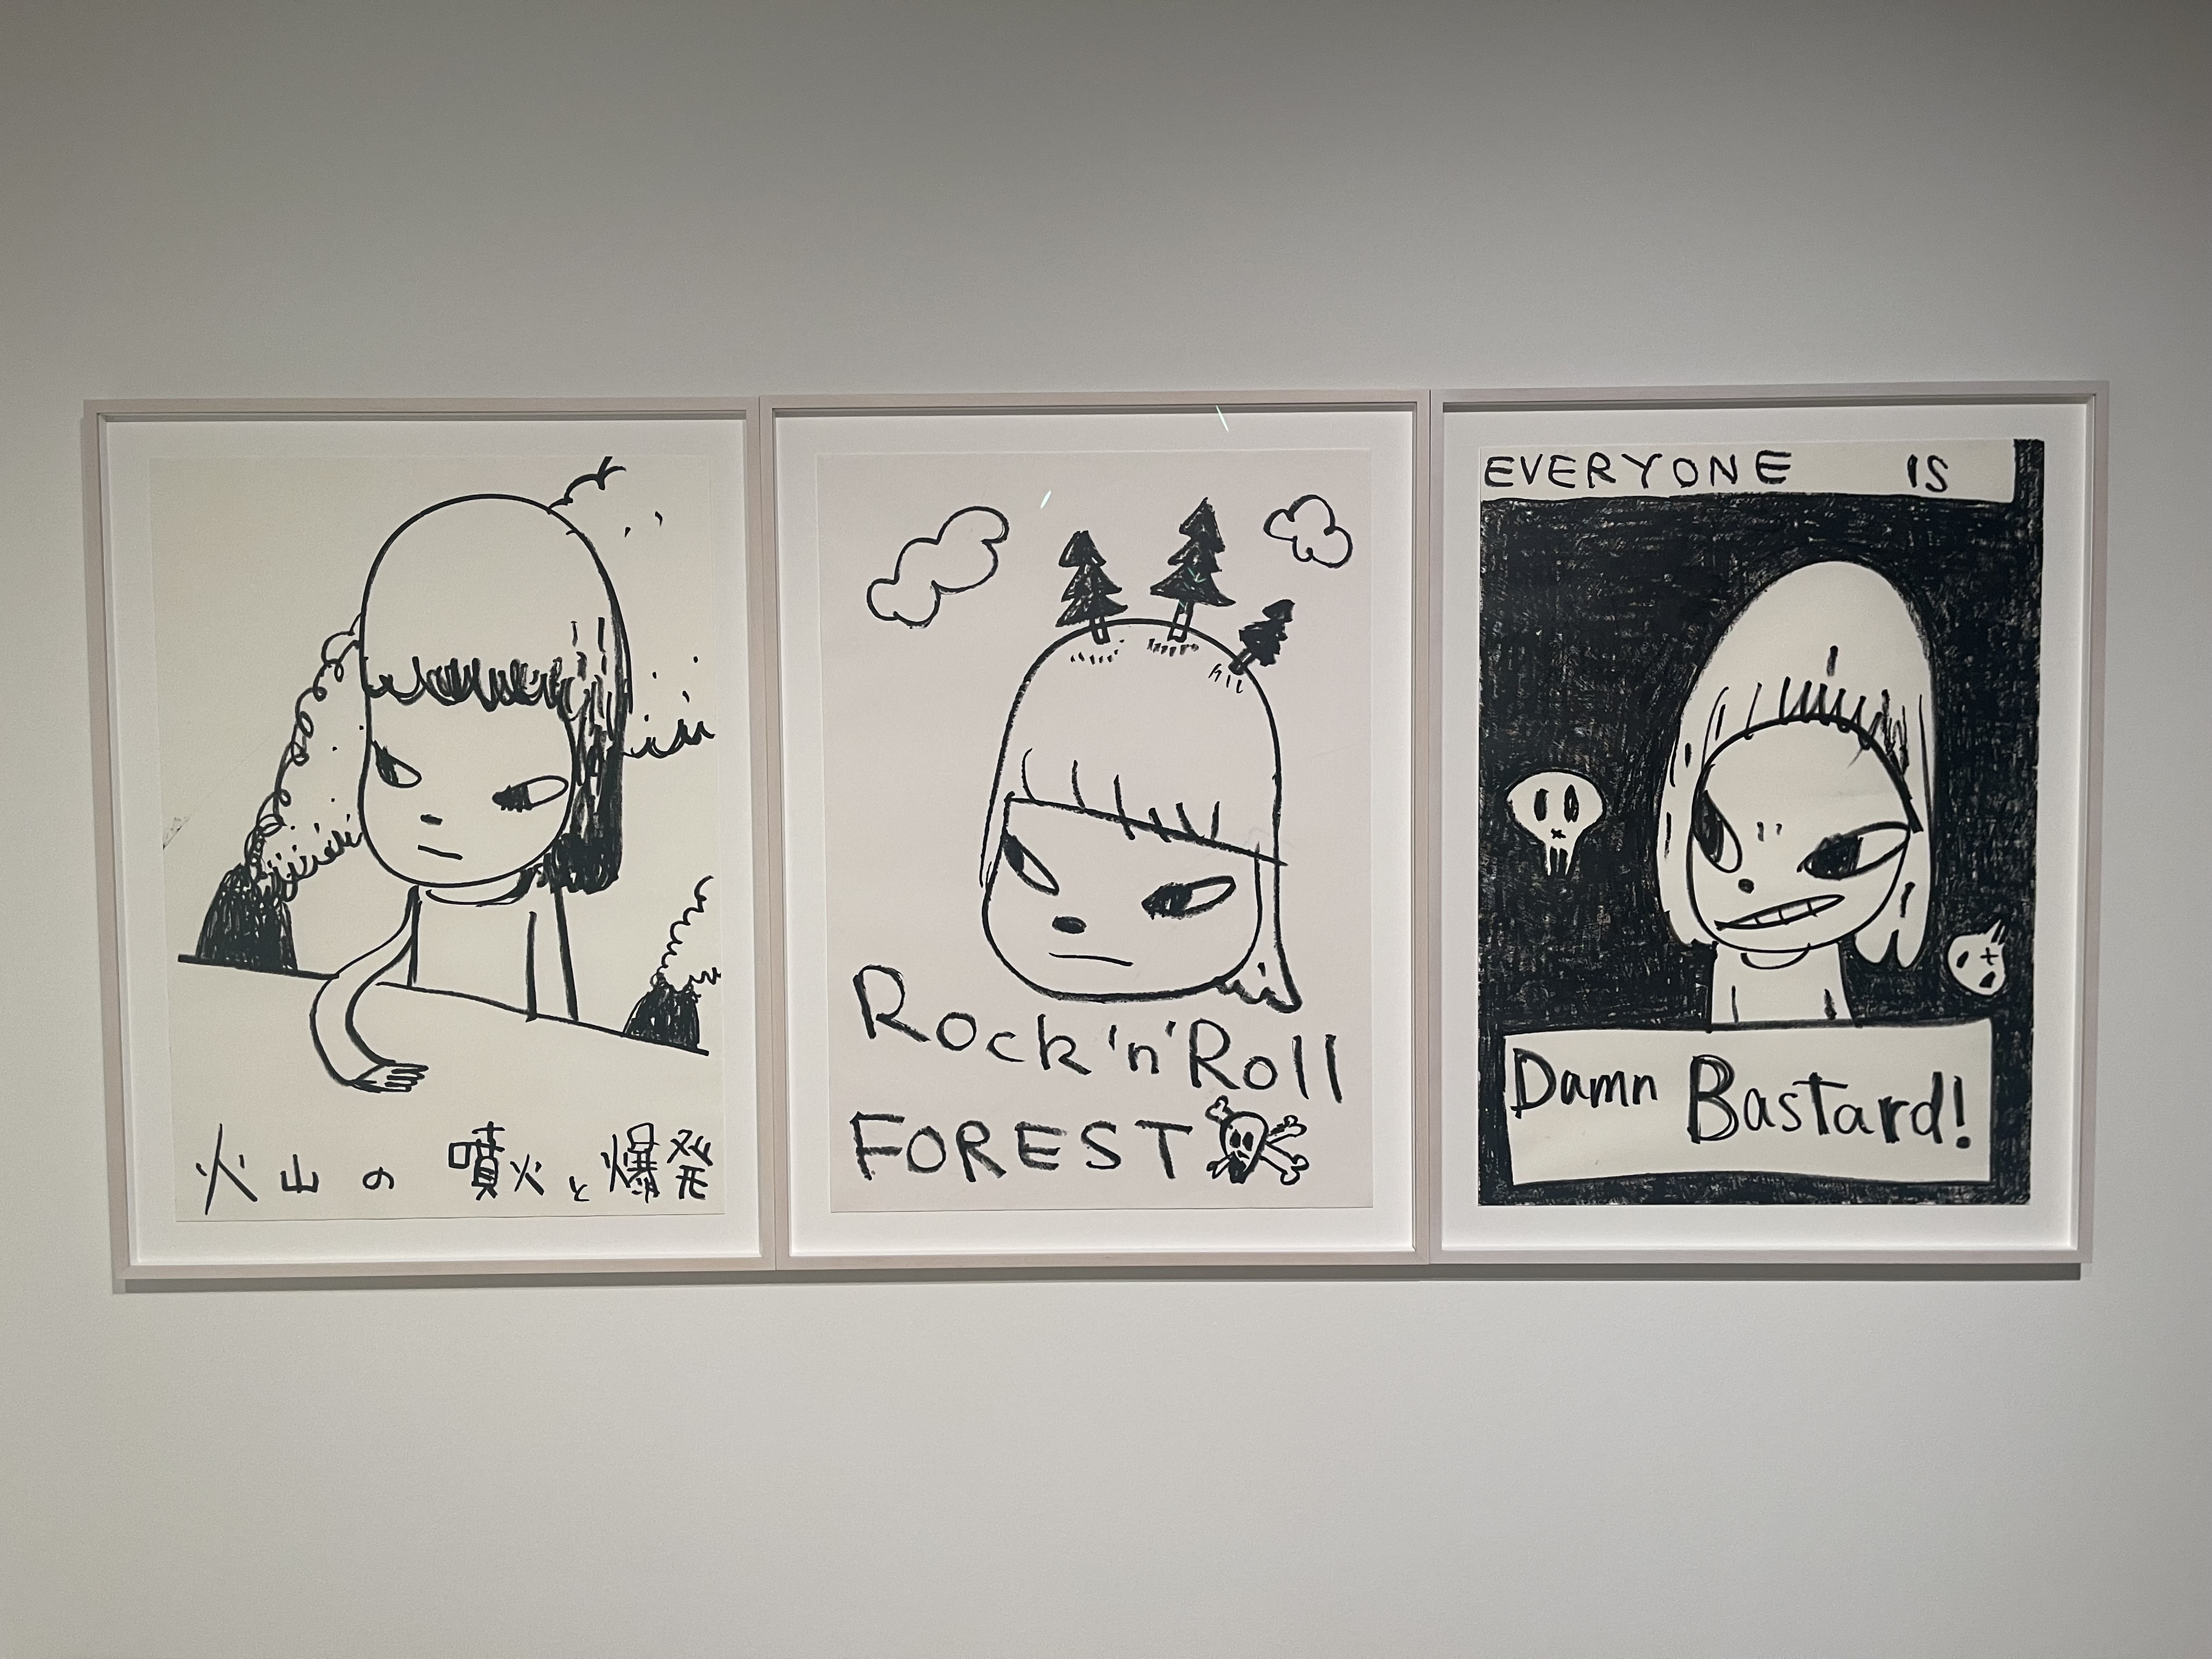 火山の噴火と爆発
Rock 'n' Roll
FOREST
EVERYONE IS
Damn Bastard!